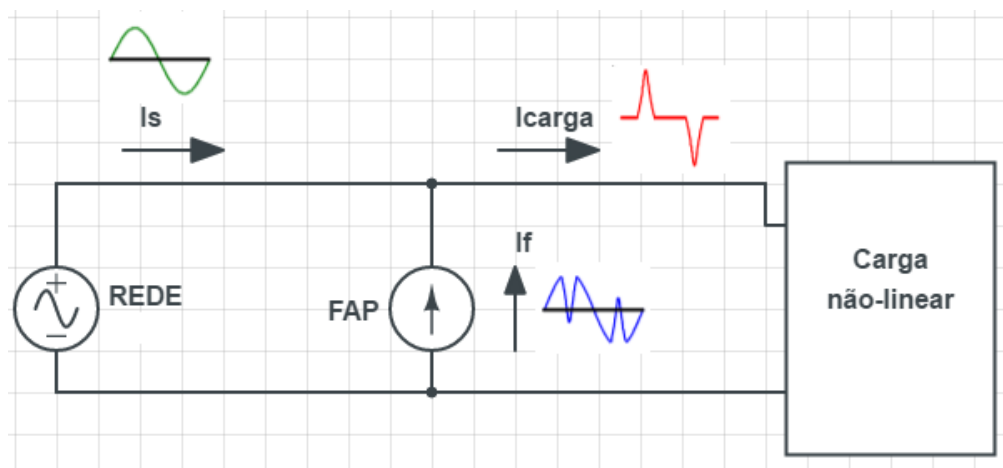 Is
Icarga
If
REDE
FAP
Carga
não-linear